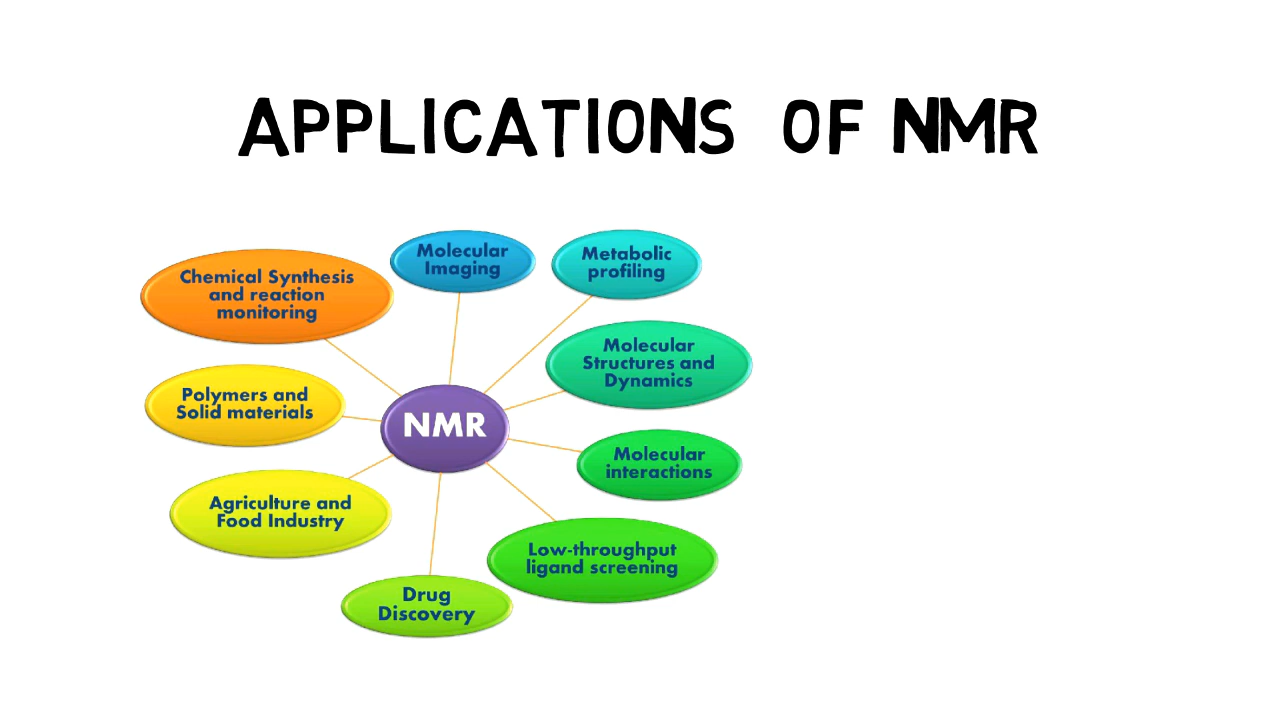 APPLICATIONS OF NMR
Molecular
Imaging
Metabolic
profiling
Chemical Synthesis
and reaction
monitoring
Molecular
Structures and
Dynamics
Polymers and
Solid materials
NMR
Molecular
interactions
Agriculture and
Food Industry
Low-throughput
ligand screening
Drug
Discovery